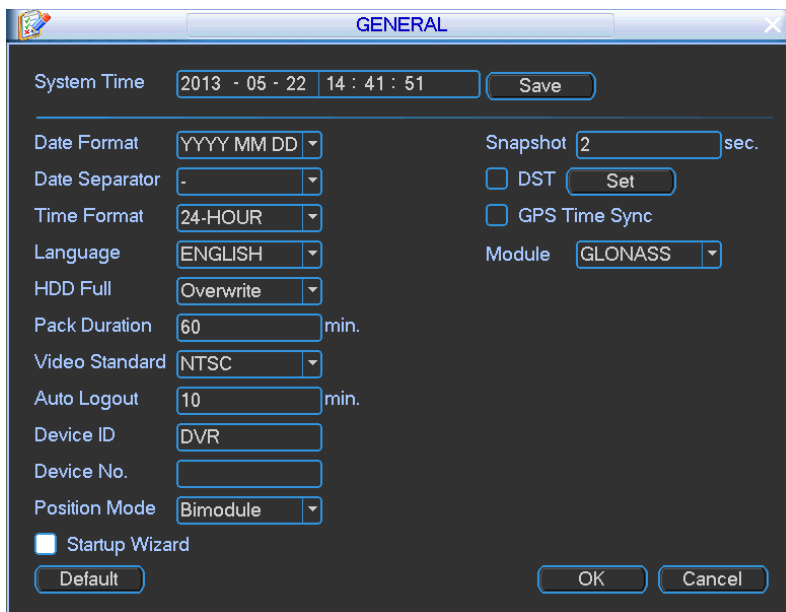 GENERAL
System Time 2013 - 05 - 22 14 : 41 : 51 Save
Date Format YYYY MM DD Snapshot 2 sec.
Date Separator - DST Set
Time Format 24-HOUR GPS Time Sync
Language ENGLISH Module GLONASS
HDD Full Overwrite
Pack Duration 60 min.
Video Standard NTSC
Auto Logout 10 min.
Device ID DVR
Device No.
Position Mode Bimodule
Startup Wizard
Default OK Cancel